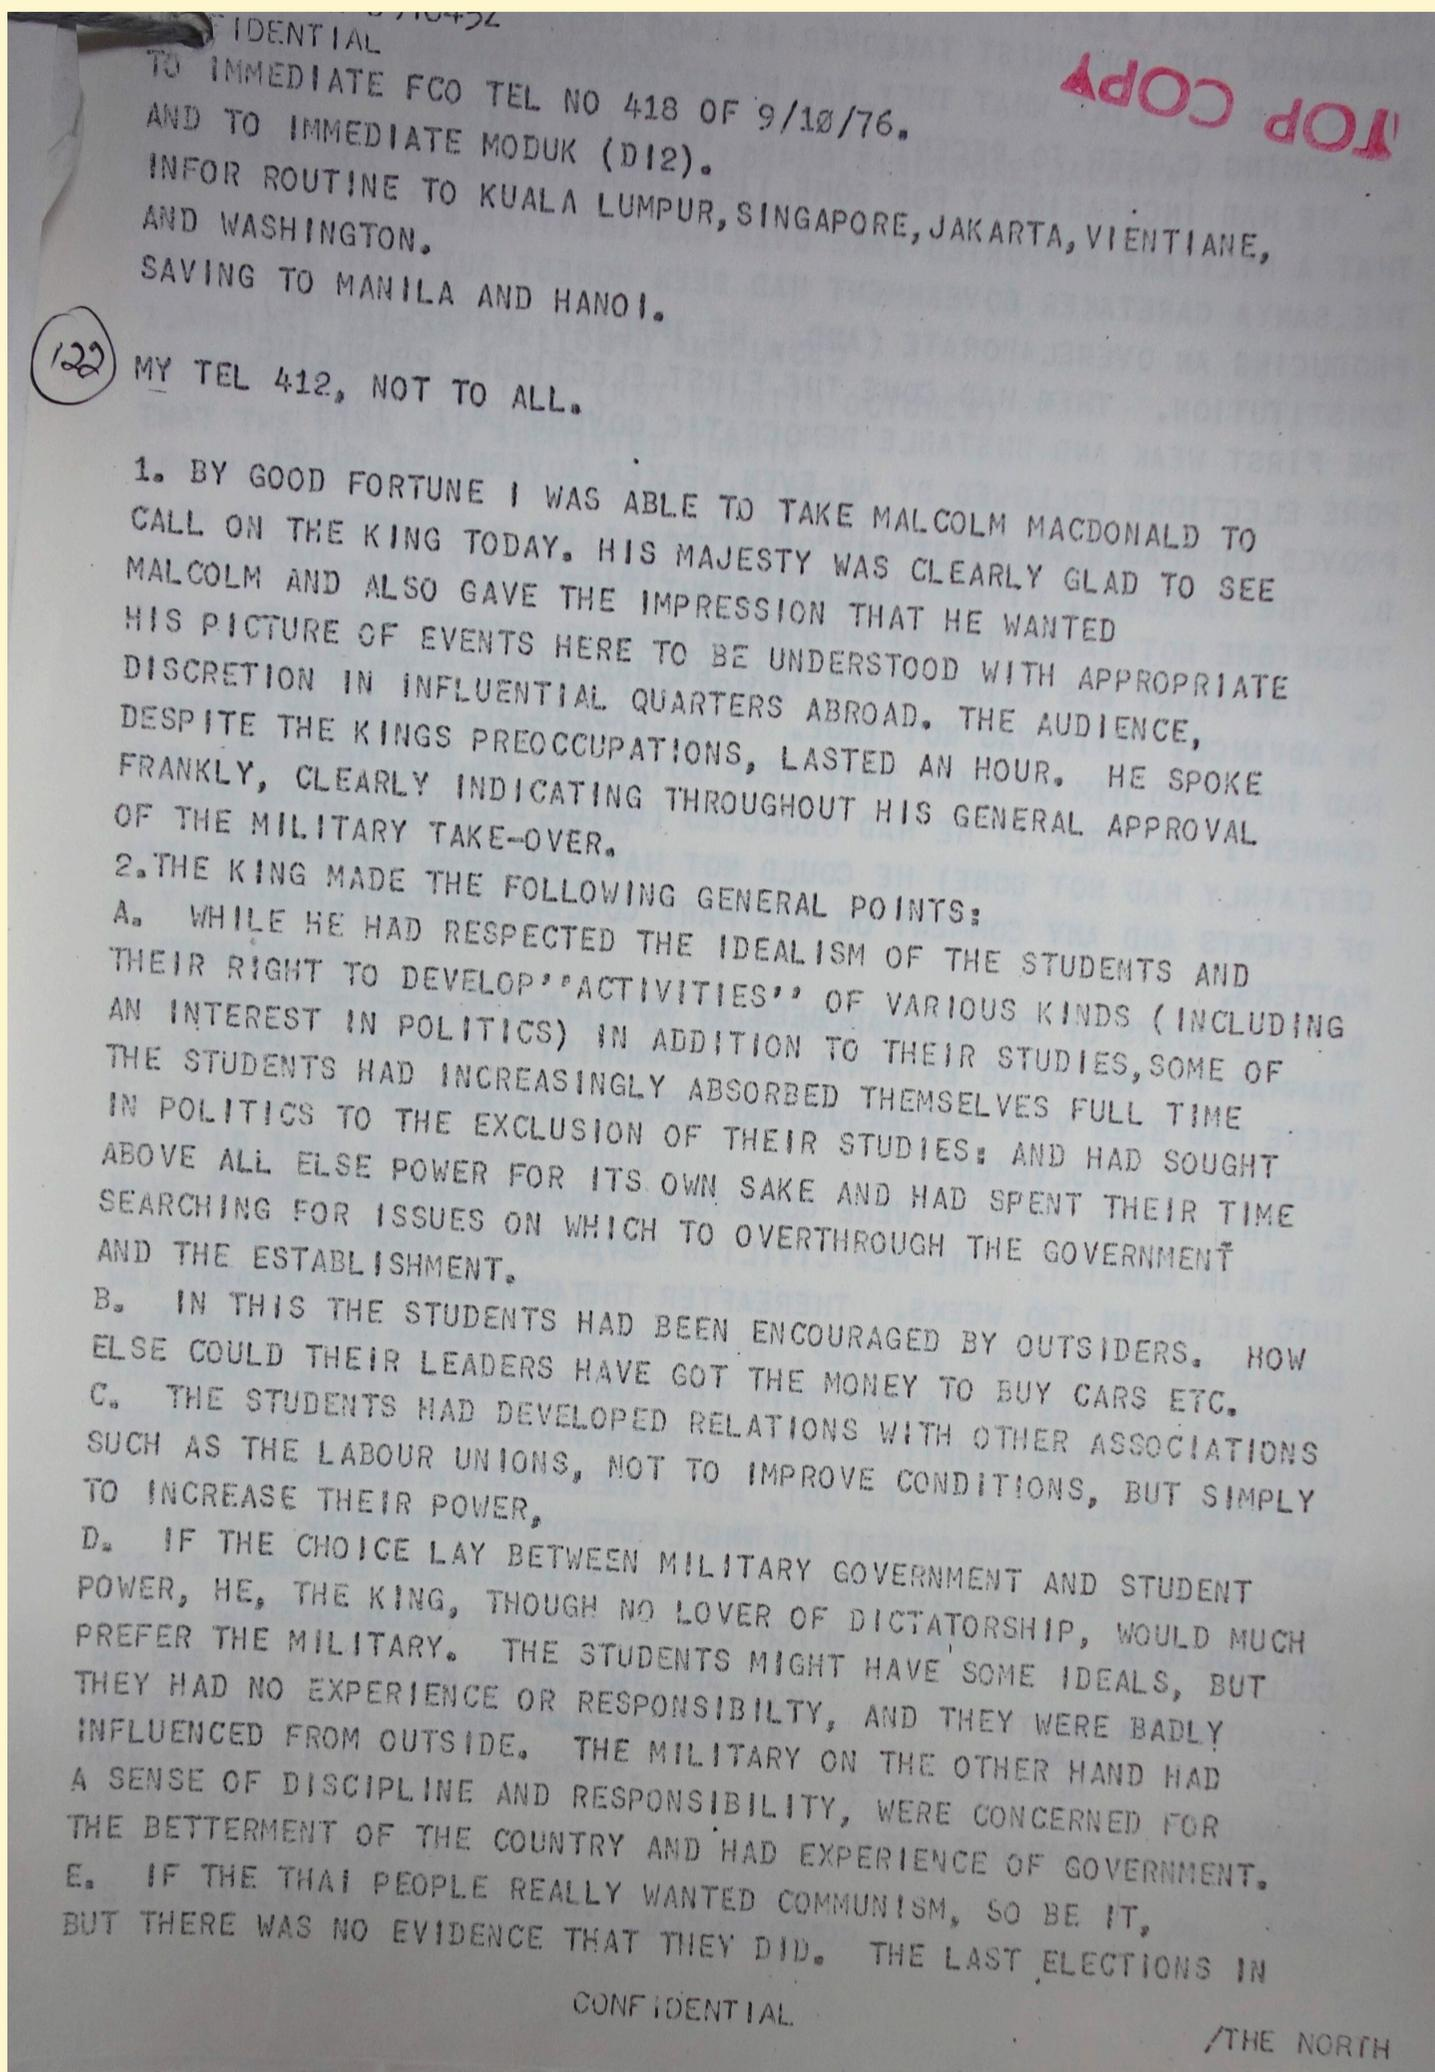 FIDENTIAL
TOP COPY
TO IMMEDIATE FCO TEL NO 418 OF 9/10/76.
AND TO IMMEDIATE MODUK (DI2).
INFOR ROUTINE TO KUALA LUMPUR,SINGAPORE,JAKARTA,VIENTIANE,
AND WASHINGTON.
SAVING TO MANILA AND HANOI.
122
MY TEL 412, NOT TO ALL.
1. BY GOOD FORTUNE I WAS ABLE TO TAKE MALCOLM MACDONALD TO
CALL ON THE KING TODAY. HIS MAJESTY WAS CLEARLY GLAD TO SEE
MALCOLM AND ALSO GAVE THE IMPRESSION THAT HE WANTED
HIS PICTURE OF EVENTS HERE TO BE UNDERSTOOD WITH APPROPRIATE
DISCRETION IN INFLUENTIAL QUARTERS ABROAD. THE AUDIENCE,
DESPITE THE KINGS PREOCCUPATIONS, LASTED AN HOUR. HE SPOKE
FRANKLY, CLEARLY INDICATING THROUGHOUT HIS GENERAL APPROVAL
OF THE MILITARY TAKE-OVER.
2.THE KING MADE THE FOLLOWING GENERAL POINTS:
A. WHILE HE HAD RESPECTED THE IDEALISM OF THE STUDENTS AND
THEIR RIGHT TO DEVELOP''ACTIVITIES'' OF VARIOUS KINDS (INCLUDING
AN INTEREST IN POLITICS) IN ADDITION TO THEIR STUDIES,SOME OF
THE STUDENTS HAD INCREASINGLY ABSORBED THEMSELVES FULL TIME
IN POLITICS TO THE EXCLUSION OF THEIR STUDIES: AND HAD SOUGHT
ABOVE ALL ELSE POWER FOR ITS OWN SAKE AND HAD SPENT THEIR TIME
SEARCHING FOR ISSUES ON WHICH TO OVERTHROUGH THE GOVERNMENT
AND THE ESTABLISHMENT.
B. IN THIS THE STUDENTS HAD BEEN ENCOURAGED BY OUTSIDERS. HOW
ELSE COULD THEIR LEADERS HAVE GOT THE MONEY TO BUY CARS ETC.
C. THE STUDENTS HAD DEVELOPED RELATIONS WITH OTHER ASSOCIATIONS
SUCH AS THE LABOUR UNIONS, NOT TO IMPROVE CONDITIONS, BUT SIMPLY
TO INCREASE THEIR POWER,
D. IF THE CHOICE LAY BETWEEN MILITARY GOVERNMENT AND STUDENT
POWER, HE, THE KING, THOUGH NO LOVER OF DICTATORSHIP, WOULD MUCH
PREFER THE MILITARY. THE STUDENTS MIGHT HAVE SOME IDEALS, BUT
THEY HAD NO EXPERIENCE OR RESPONSIBILTY, AND THEY WERE BADLY
INFLUENCED FROM OUTSIDE. THE MILITARY ON THE OTHER HAND HAD
A SENSE OF DISCIPLINE AND RESPONSIBILITY, WERE CONCERNED FOR
THE BETTERMENT OF THE COUNTRY AND HAD EXPERIENCE OF GOVERNMENT.
E. IF THE THAI PEOPLE REALLY WANTED COMMUNISM, SO BE IT,
BUT THERE WAS NO EVIDENCE THAT THEY DID. THE LAST ELECTIONS IN
CONFIDENTIAL
/THE NORTH